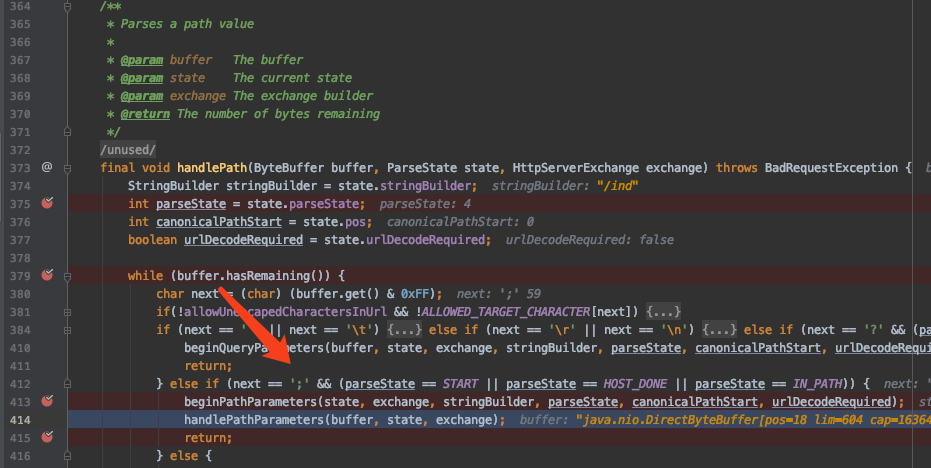 364 /**
365 * Parses a path value
366 *
367 * @param buffer The buffer
368 * @param state The current state
369 * @param exchange The exchange builder
370 * @return The number of bytes remaining
371 */
372 /unused/
373 @ final void handlePath(ByteBuffer buffer, ParseState state, HttpServerExchange exchange) throws BadRequestException { b
374 StringBuilder stringBuilder = state.stringBuilder; stringBuilder: "/ind"
375 int parseState = state.parseState; parseState: 4
376 int canonicalPathStart = state.pos; canonicalPathStart: 0
377 boolean urlDecodeRequired = state.urlDecodeRequired; urlDecodeRequired: false
378
379 while (buffer.hasRemaining()) {
380 char next = (char) (buffer.get() & 0xFF); next: ';' 59
381 if(!allowUnescapedCharactersInUrl && !ALLOWED_TARGET_CHARACTER[next]) {...}
384 if (next == ' ' || next == '\t') {...} else if (next == '\r' || next == '\n') {...} else if (next == '?' && (pa
410 beginQueryParameters(buffer, state, exchange, stringBuilder, parseState, canonicalPathStart, urlDecodeRequi
411 return;
412 } else if (next == ';' && (parseState == START || parseState == HOST_DONE || parseState == IN_PATH)) { next: '
413 beginPathParameters(state, exchange, stringBuilder, parseState, canonicalPathStart, urlDecodeRequired); st
414 handlePathParameters(buffer, state, exchange); buffer: "java.nio.DirectByteBuffer[pos=18 lim=604 cap=16364
415 return;
416 } else {